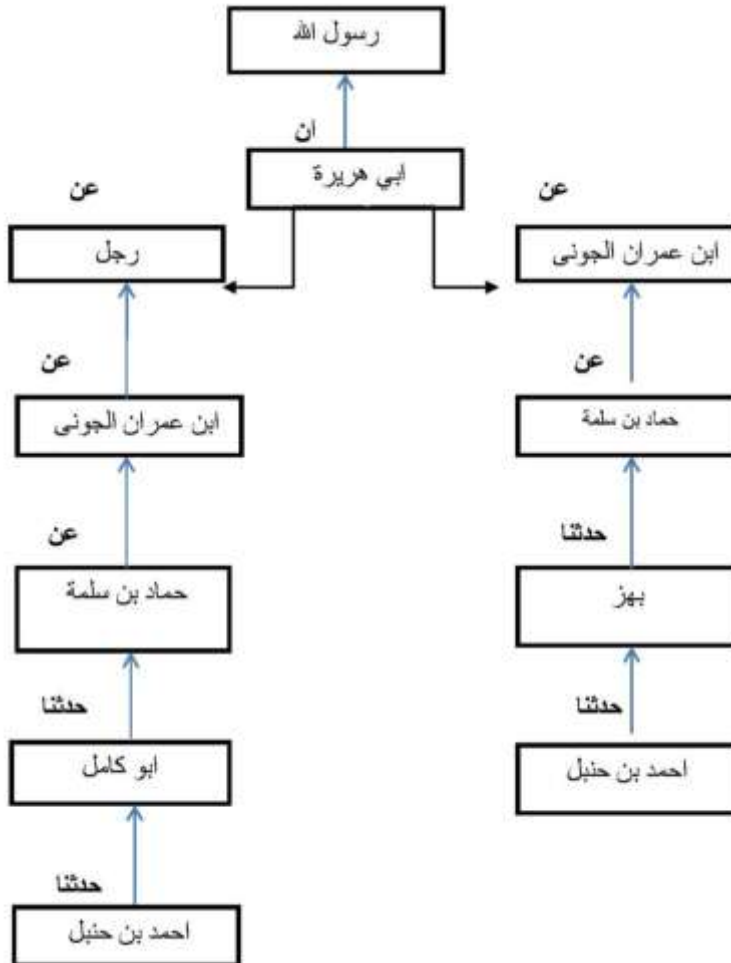 رسول الله
ان
ابي هريرة
عن
ابن عمران الجونى
عن
حماد بن سلمة
حدثنا
بهز
حدثنا
احمد بن حنبل
عن
رجل
عن
ابن عمران الجونى
عن
حماد بن سلمة
حدثنا
ابو كامل
حدثنا
احمد بن حنبل